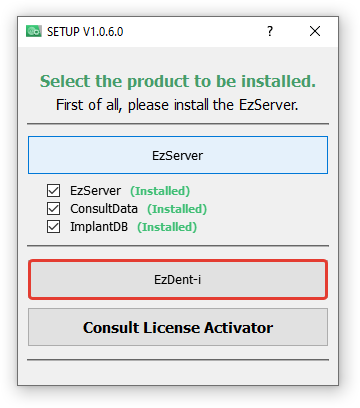 SETUP V1.0.6.0
Select the product to be installed.
First of all, please install the EzServer.
EzServer
EzServer (Installed)
ConsultData (Installed)
ImplantDB (Installed)
EzDent-i
Consult License Activator